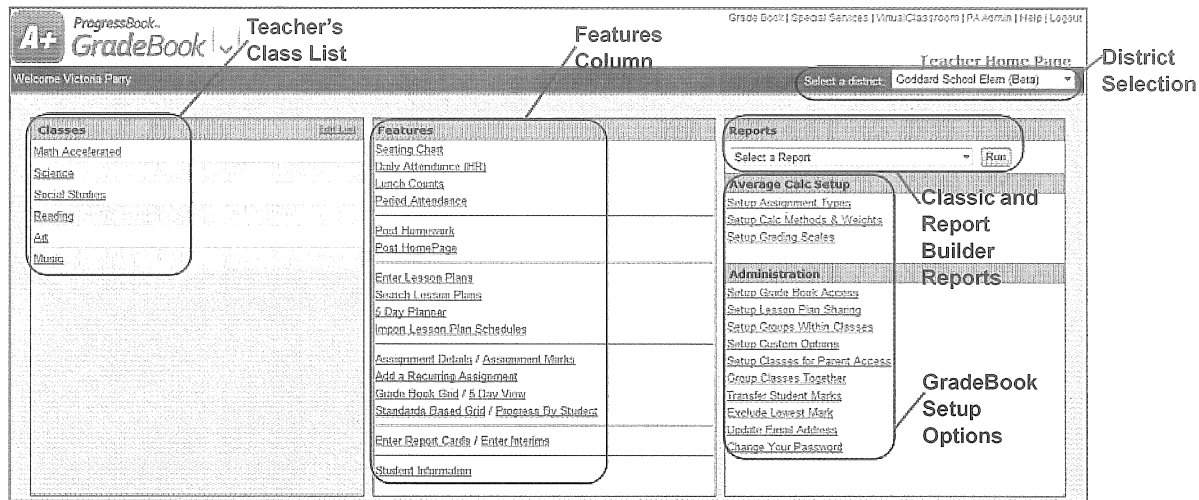 Grade Book | Special Services | VirtualClassroom | PA Admin | Help | Logout
A+
ProgressBook
GradeBook
Teacher's
Class List
Features
Column
Teacher Home Page
District
Selection
Welcome Victoria Parry
Select a district: Goddard School Elem (Beta)
Classes
Edit List
Math Accelerated
Science
Social Studies
Reading
Art
Music
Features
Seating Chart
Daily Attendance (HR)
Lunch Counts
Period Attendance
Post Homework
Post HomePage
Enter Lesson Plans
Search Lesson Plans
5 Day Planner
Import Lesson Plan Schedules
Assignment Details / Assignment Marks
Add a Recurring Assignment
Grade Book Grid / 5 Day View
Standards Based Grid / Progress By Student
Enter Report Cards / Enter Interims
Student Information
Reports
Select a Report
Run
Average Calc Setup
Setup Assignment Types
Setup Calc Methods & Weights
Setup Grading Scales
Administration
Setup Grade Book Access
Setup Lesson Plan Sharing
Setup Groups Within Classes
Setup Custom Options
Setup Classes for Parent Access
Group Classes Together
Transfer Student Marks
Exclude Lowest Mark
Update Email Address
Change Your Password
Classic and
Report
Builder
Reports
GradeBook
Setup
Options